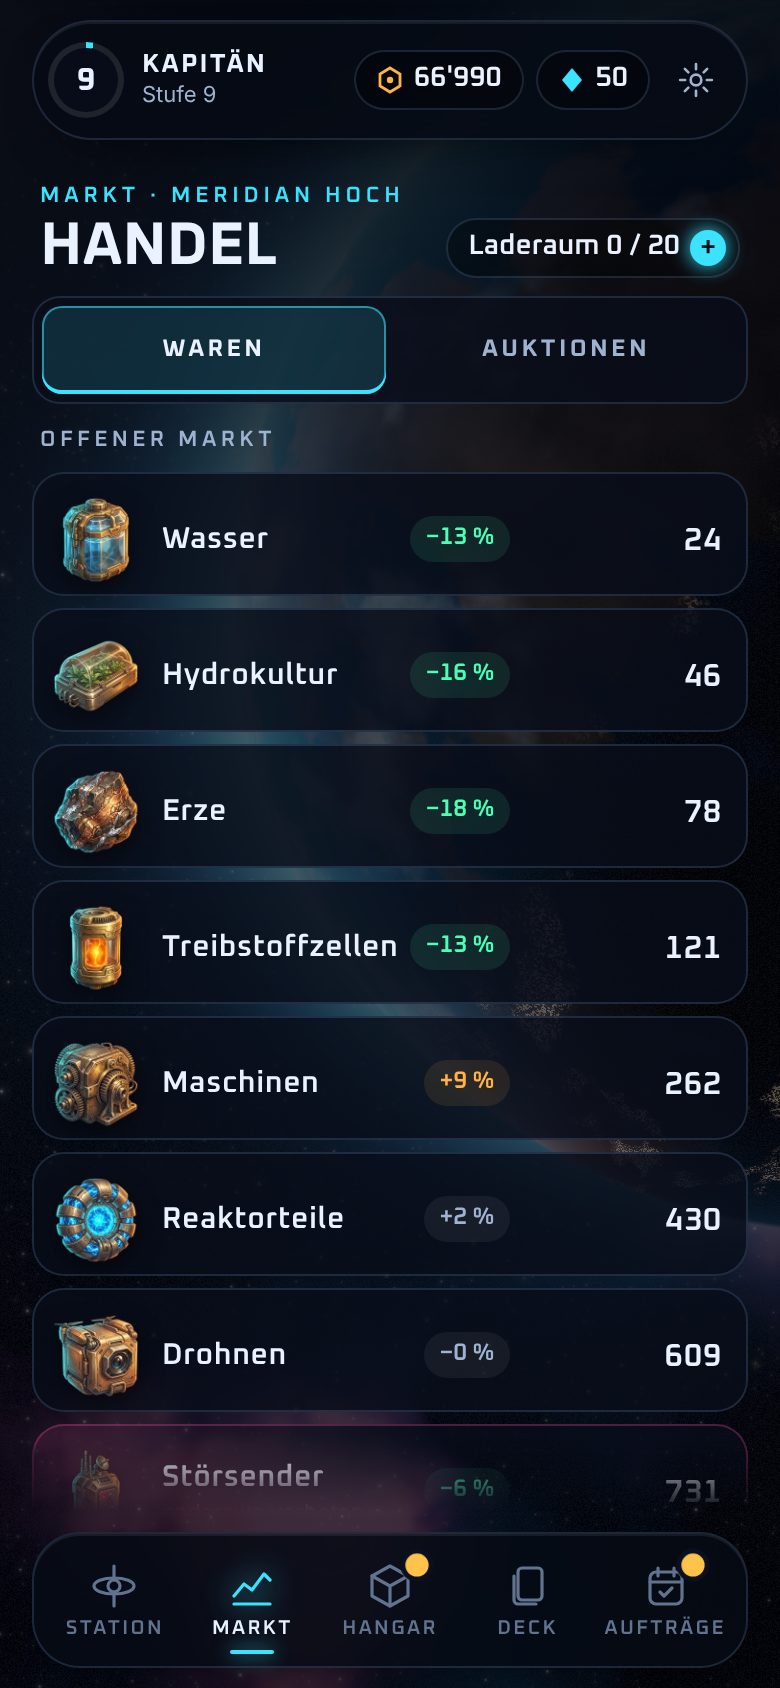 9
KAPITÄN
Stufe 9
66'990
50
MARKT · MERIDIAN HOCH
HANDEL
Laderaum 0 / 20 +
WAREN
AUKTIONEN
OFFENER MARKT
Wasser −13 % 24
Hydrokultur −16 % 46
Erze −18 % 78
Treibstoffzellen −13 % 121
Maschinen +9 % 262
Reaktorteile +2 % 430
Drohnen −0 % 609
Störsender −6 % 731
STATION
MARKT
HANGAR
DECK
AUFTRÄGE